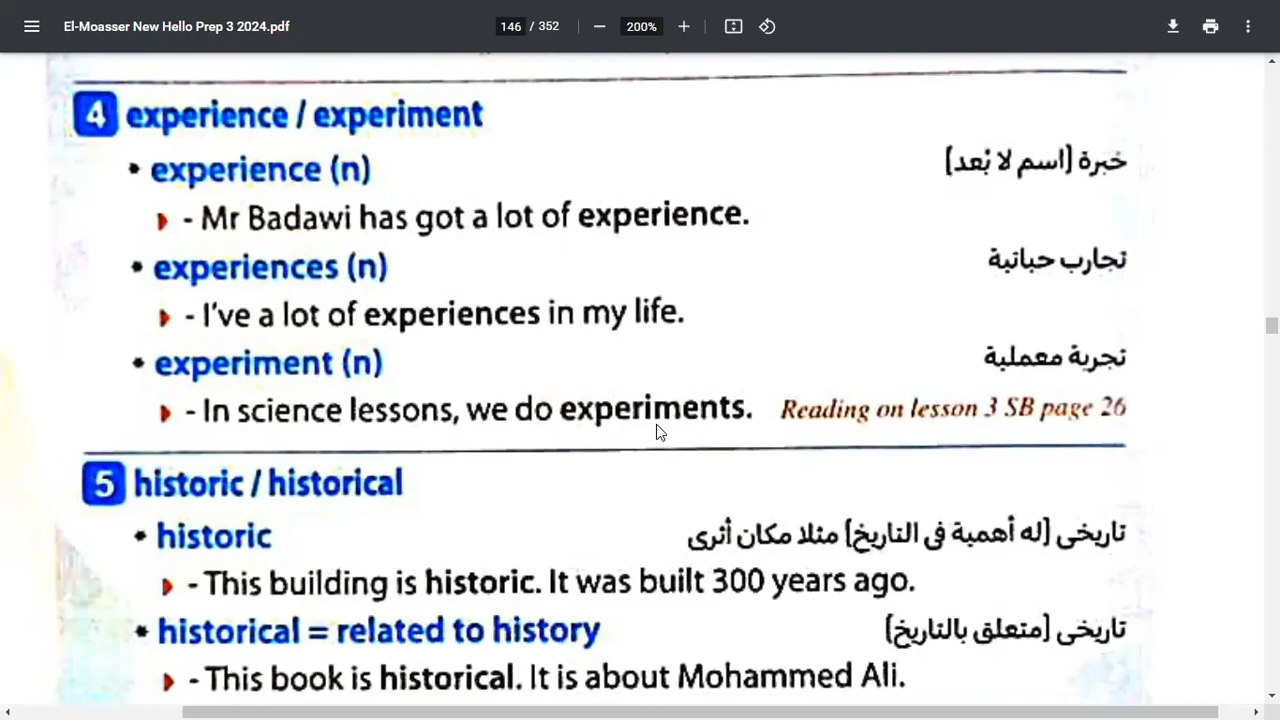 El-Moasser New Hello Prep 3 2024.pdf 146 / 352 200%
4 experience / experiment
• experience (n) خبرة [اسم لا يُعد]
- Mr Badawi has got a lot of experience.
• experiences (n) تجارب حياتية
- I've a lot of experiences in my life.
• experiment (n) تجربة معملية
- In science lessons, we do experiments. Reading on lesson 3 SB page 26
5 historic / historical
• historic تاريخى [له أهمية فى التاريخ] مثلا مكان أثرى
- This building is historic. It was built 300 years ago.
• historical = related to history تاريخى [متعلق بالتاريخ]
- This book is historical. It is about Mohammed Ali.